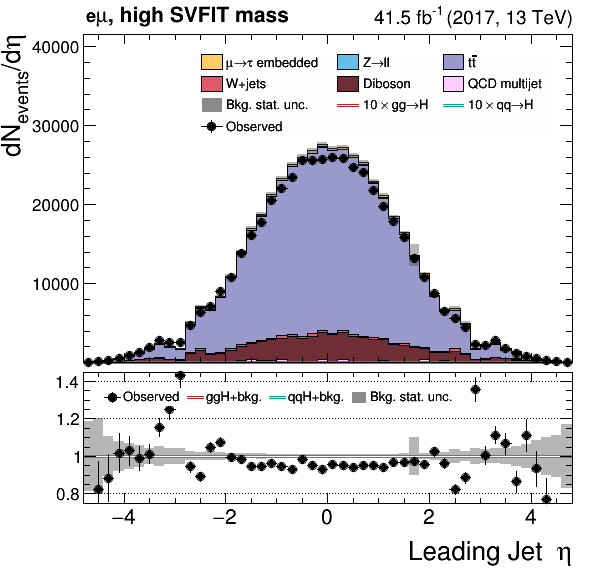 eμ, high SVFIT mass 41.5 fb⁻¹ (2017, 13 TeV)
dN_events/dη
μ→τ embedded Z→ll tt̄
W+jets Diboson QCD multijet
Bkg. stat. unc. 10 × gg→H 10 × qq→H
Observed
40000
30000
20000
10000
Observed ggH+bkg. qqH+bkg. Bkg. stat. unc.
1.4
1.2
1
0.8
−4 −2 0 2 4
Leading Jet η